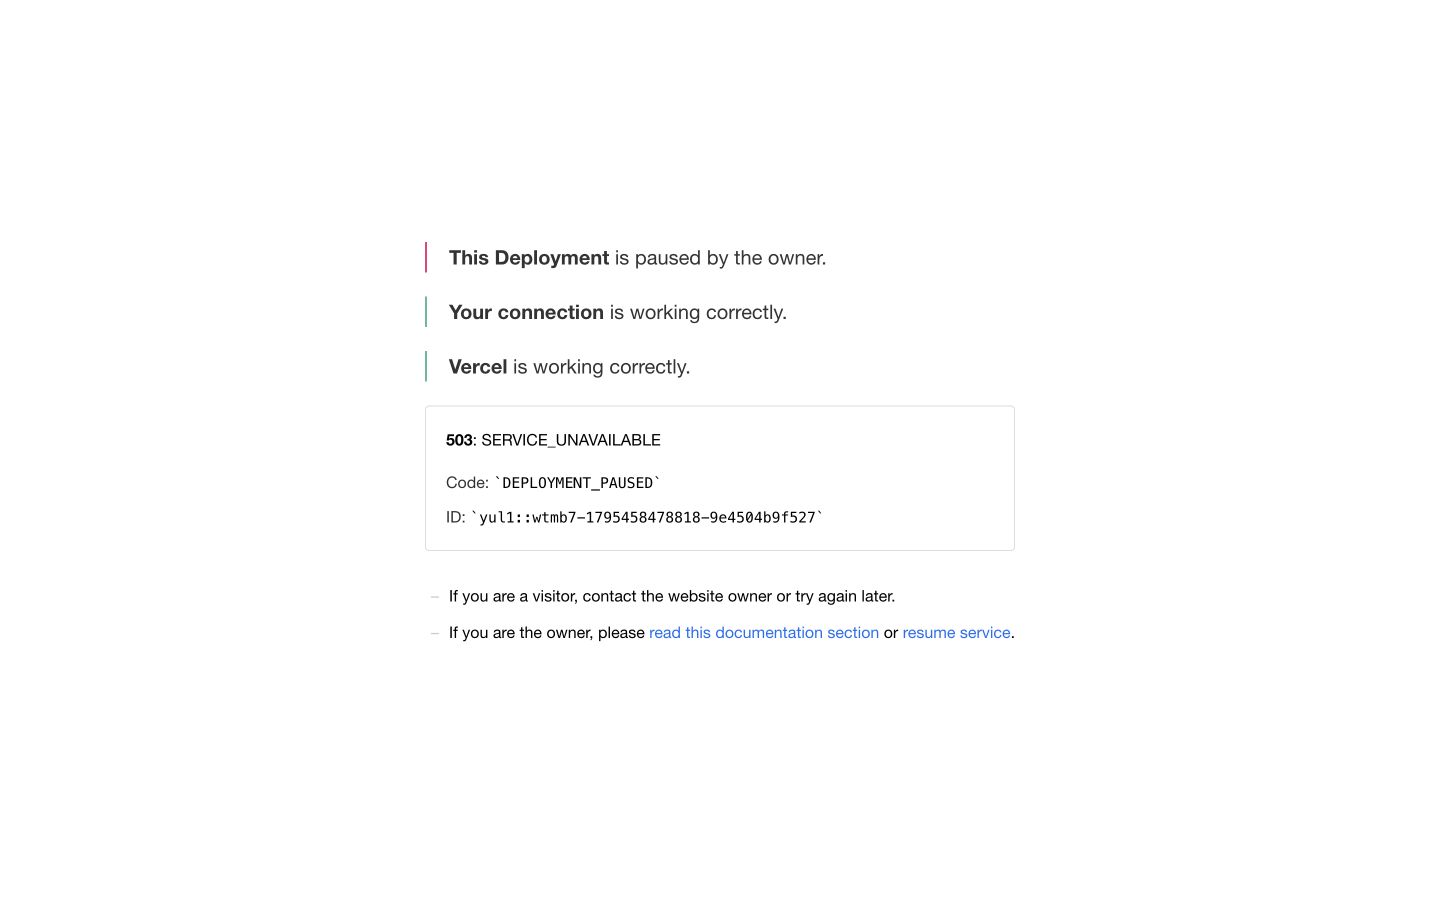 This Deployment is paused by the owner.
Your connection is working correctly.
Vercel is working correctly.
503: SERVICE_UNAVAILABLE
Code: `DEPLOYMENT_PAUSED`
ID: `yul1::wtmb7-1795458478818-9e4504b9f527`
– If you are a visitor, contact the website owner or try again later.
– If you are the owner, please read this documentation section or resume service.